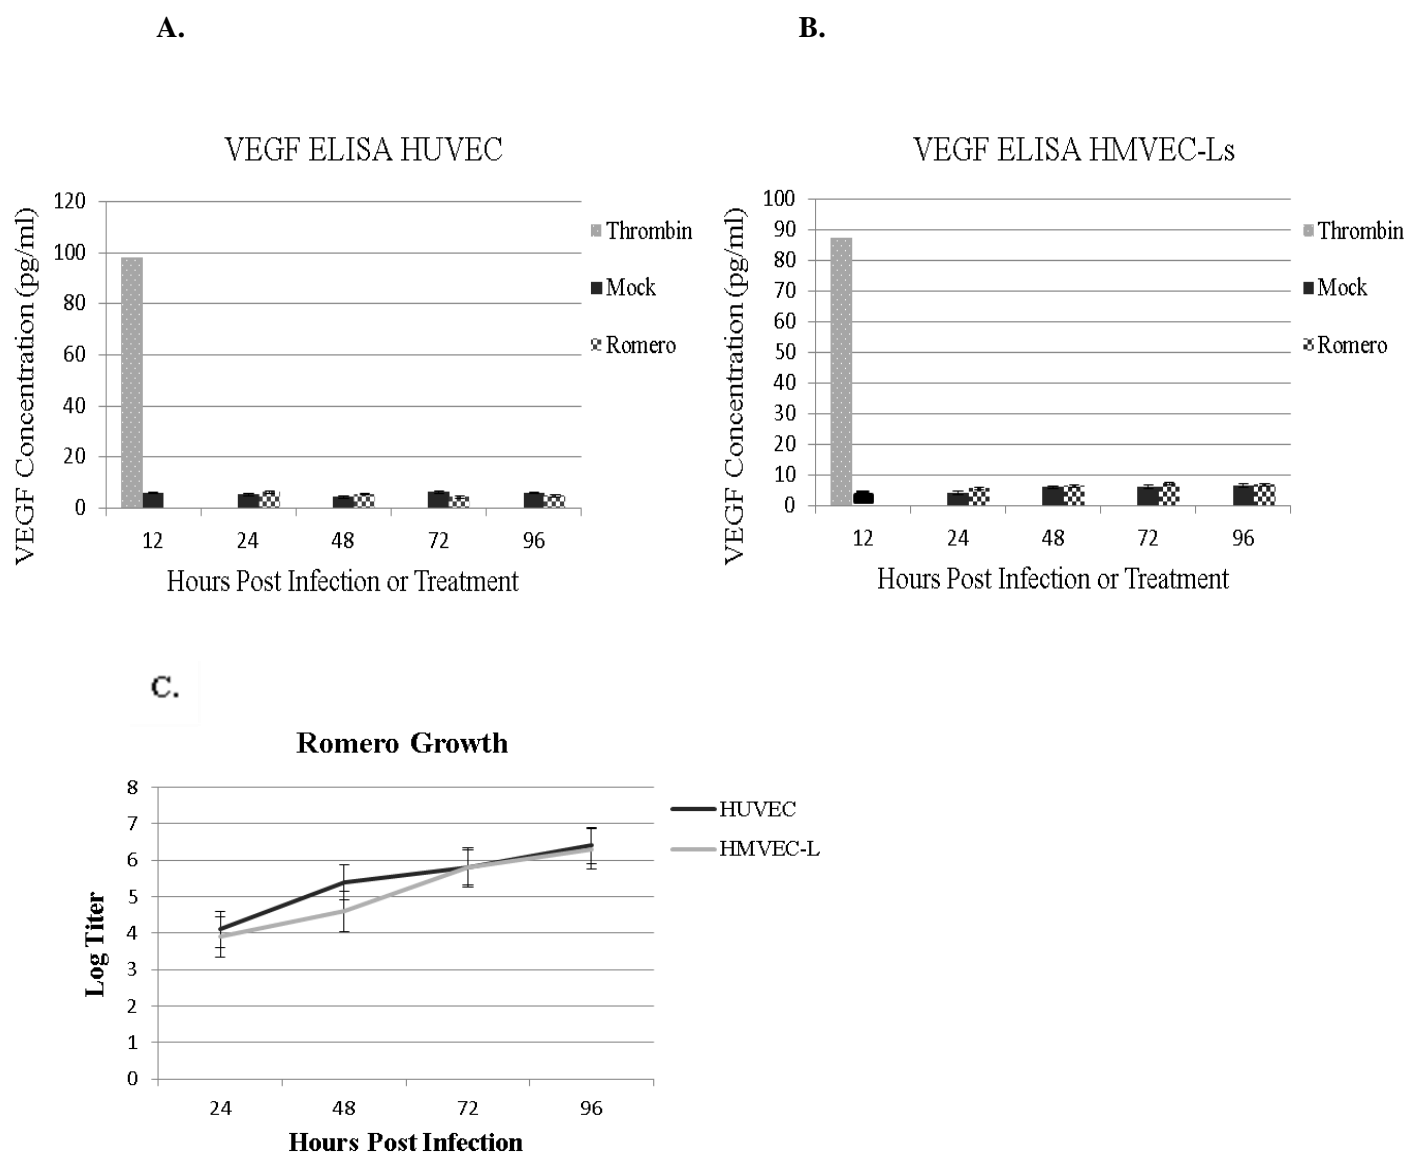 A.
B.
VEGF ELISA HUVEC
VEGF Concentration (pg/ml)
120
100
80
60
40
20
0
12 24 48 72 96
Hours Post Infection or Treatment
Thrombin
Mock
Romero
VEGF ELISA HMVEC-Ls
VEGF Concentration (pg/ml)
100
90
80
70
60
50
40
30
20
10
0
12 24 48 72 96
Hours Post Infection or Treatment
Thrombin
Mock
Romero
C.
Romero Growth
Log Titer
8
7
6
5
4
3
2
1
0
24 48 72 96
Hours Post Infection
HUVEC
HMVEC-L